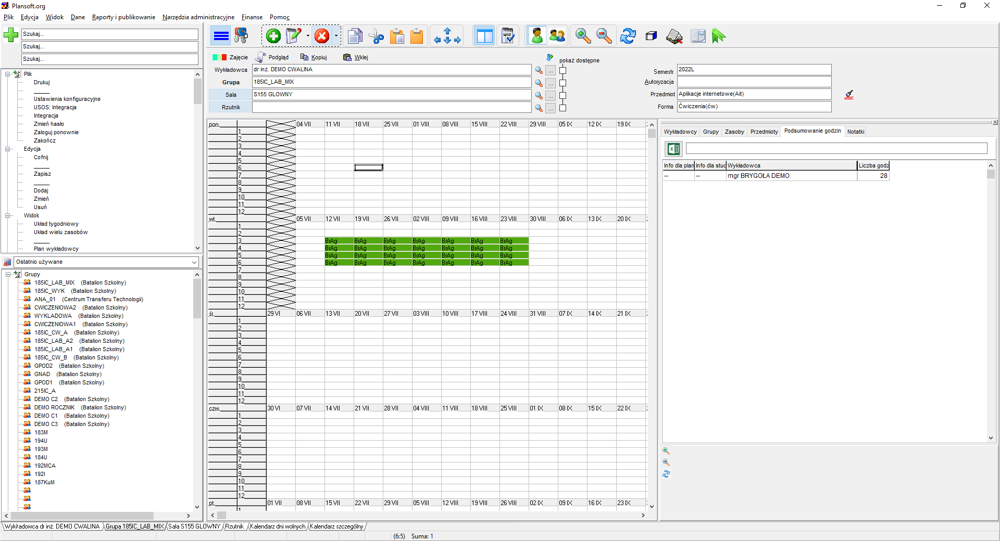 Plansoft.org
Plik Edycja Widok Dane Raporty i publikowanie Narzędzia administracyjne Finanse Pomoc
Szukaj...
Szukaj...
Szukaj...
Plik
Drukuj
Ustawienia konfiguracyjne
USOS: Integracja
Integracja
Zmień hasło
Zaloguj ponownie
Zakończ
Edycja
Cofnij
Zapisz
Dodaj
Zmień
Usuń
Widok
Układ tygodniowy
Układ wielu zasobów
Plan wykładowcy
Ostatnio używane
Grupy
185IC_LAB_MIX (Batalion Szkolny)
185IC_WYK (Batalion Szkolny)
ANA_01 (Centrum Transferu Technologii)
CWICZENIOWA2 (Batalion Szkolny)
WYKLADOWA (Batalion Szkolny)
CWICZENIOWA1 (Batalion Szkolny)
185IC_CW_A (Batalion Szkolny)
185IC_LAB_A2 (Batalion Szkolny)
185IC_LAB_A1 (Batalion Szkolny)
185IC_CW_B (Batalion Szkolny)
GPOD2 (Batalion Szkolny)
GNAD (Batalion Szkolny)
GPOD1 (Batalion Szkolny)
215IC_A
DEMO C2 (Batalion Szkolny)
DEMO ROCZNIK (Batalion Szkolny)
DEMO C1 (Batalion Szkolny)
DEMO C3 (Batalion Szkolny)
183M
194U
193M
184U
192MCA
192I
187KuM
WGS
Zajęcie Podgląd Kopiuj Wklej
pokaż dostępne
Wykładowca dr inż. DEMO CWALINA ...
Grupa 185IC_LAB_MIX ...
Sala S155 GLOWNY ...
Rzutnik ...
Semestr 2022L
Autoryzacja
Przedmiot Aplikacje internetowe(Ait)
Forma Ćwiczenia(ćw)
pon. 04 VII 11 VII 18 VII 25 VII 01 VIII 08 VIII 15 VIII 22 VIII 29 VIII 05 IX 12 IX 19 IX
1
2
3
4
5
6
7
8
9
10
11
12
wt. 05 VII 12 VII 19 VII 26 VII 02 VIII 09 VIII 16 VIII 23 VIII 30 VIII 06 IX 13 IX 20 IX
1
2
3 BrAg BrAg BrAg BrAg BrAg BrAg BrAg
4 BrAg BrAg BrAg BrAg BrAg BrAg BrAg
5 BrAg BrAg BrAg BrAg BrAg BrAg BrAg
6 BrAg BrAg BrAg BrAg BrAg BrAg BrAg
7
8
9
10
11
12
śr. 29 VI 06 VII 13 VII 20 VII 27 VII 03 VIII 10 VIII 17 VIII 24 VIII 31 VIII 07 IX 14 IX 21 IX
1
2
3
4
5
6
7
8
9
10
11
12
czw. 30 VI 07 VII 14 VII 21 VII 28 VII 04 VIII 11 VIII 18 VIII 25 VIII 01 IX 08 IX 15 IX 22 IX
1
2
3
4
5
6
7
8
9
10
11
12
pt. 01 VII 08 VII 15 VII 22 VII 29 VII 05 VIII 12 VIII 19 VIII 26 VIII 02 IX 09 IX 16 IX 23 IX
1
Wykładowcy Grupy Zasoby Przedmioty Podsumowanie godzin Notatki
Info dla plan Info dla stud Wykładowca Liczba godz
-- -- mgr BRYGOŁA DEMO 28
Wykładowca dr inż. DEMO CWALINA Grupa 185IC_LAB_MIX Sala S155 GLOWNY Rzutnik Kalendarz dni wolnych Kalendarz szczególny
(6:5) Suma: 1